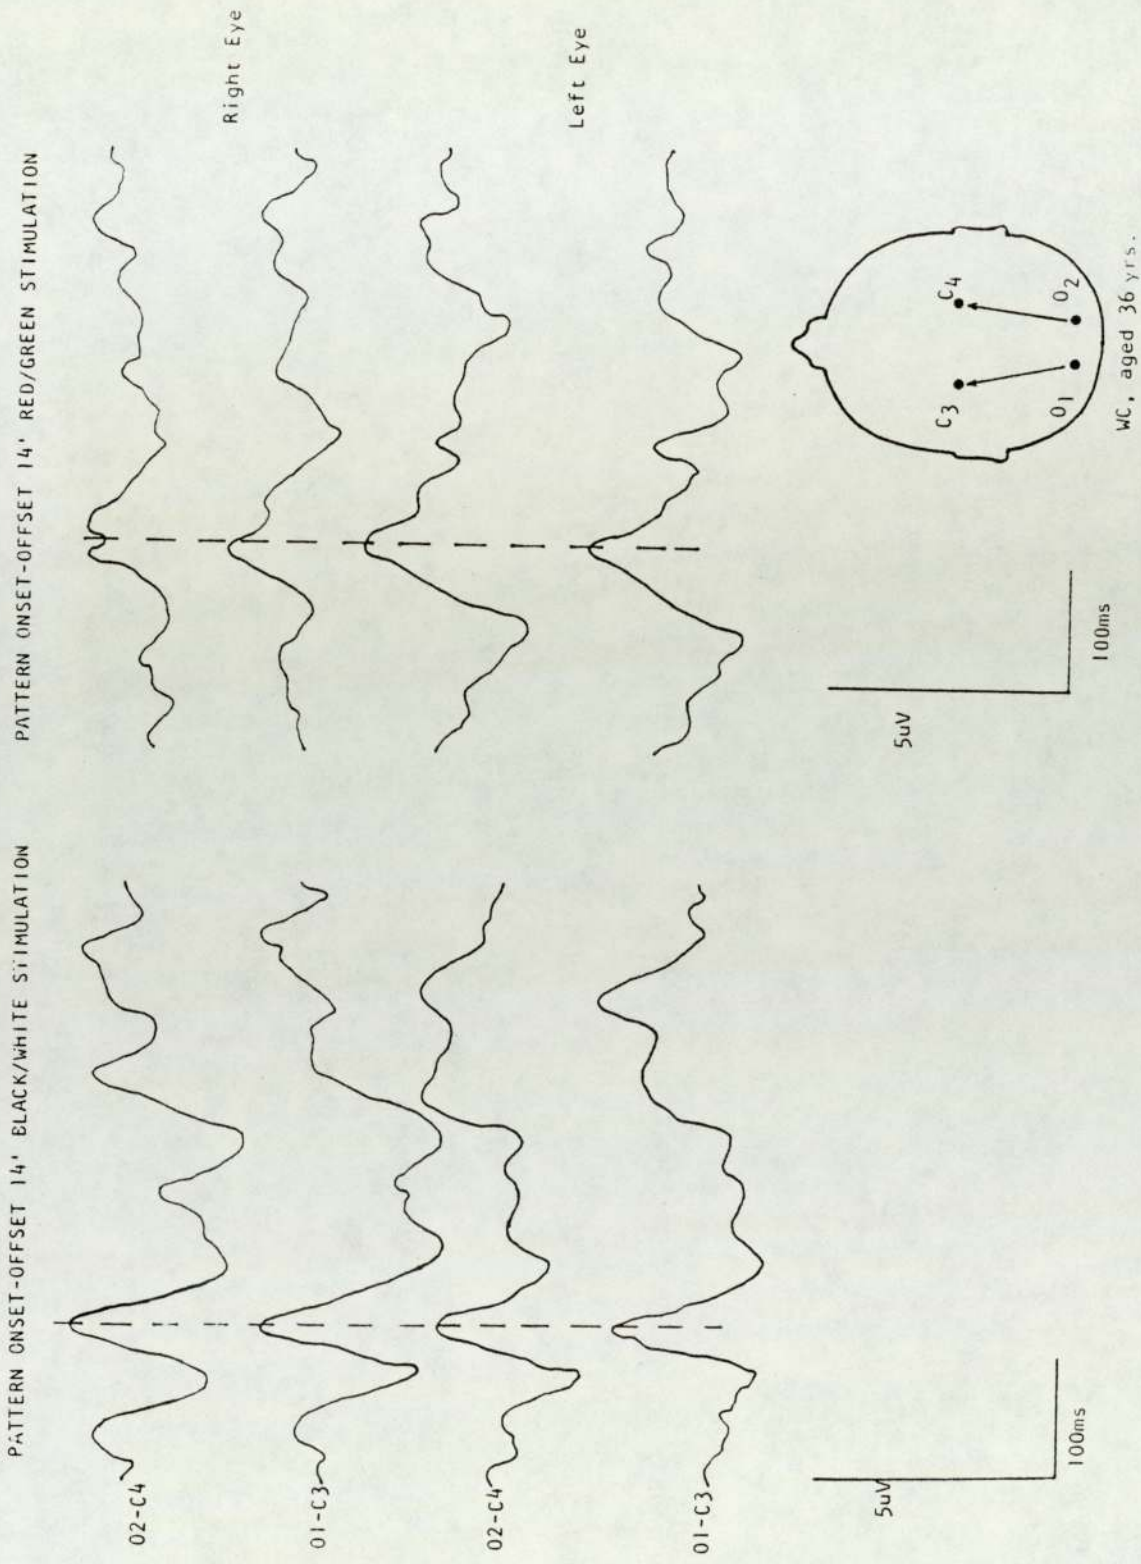 PATTERN ONSET-OFFSET 14' BLACK/WHITE STIMULATION
PATTERN ONSET-OFFSET 14' RED/GREEN STIMULATION
O2-C4
Right Eye
O1-C3
O2-C4
Left Eye
O1-C3
5uV
100ms
5uV
100ms
C3
C4
O1
O2
WC, aged 36 yrs.